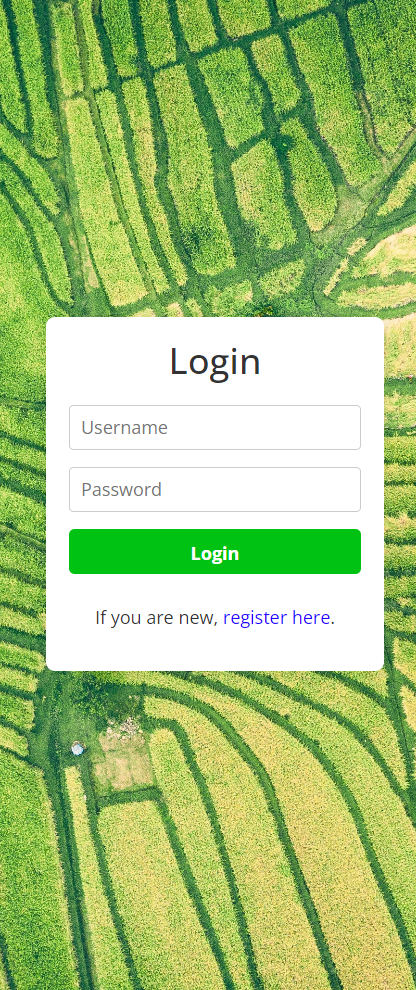 Login
Username
Password
Login
If you are new, register here.